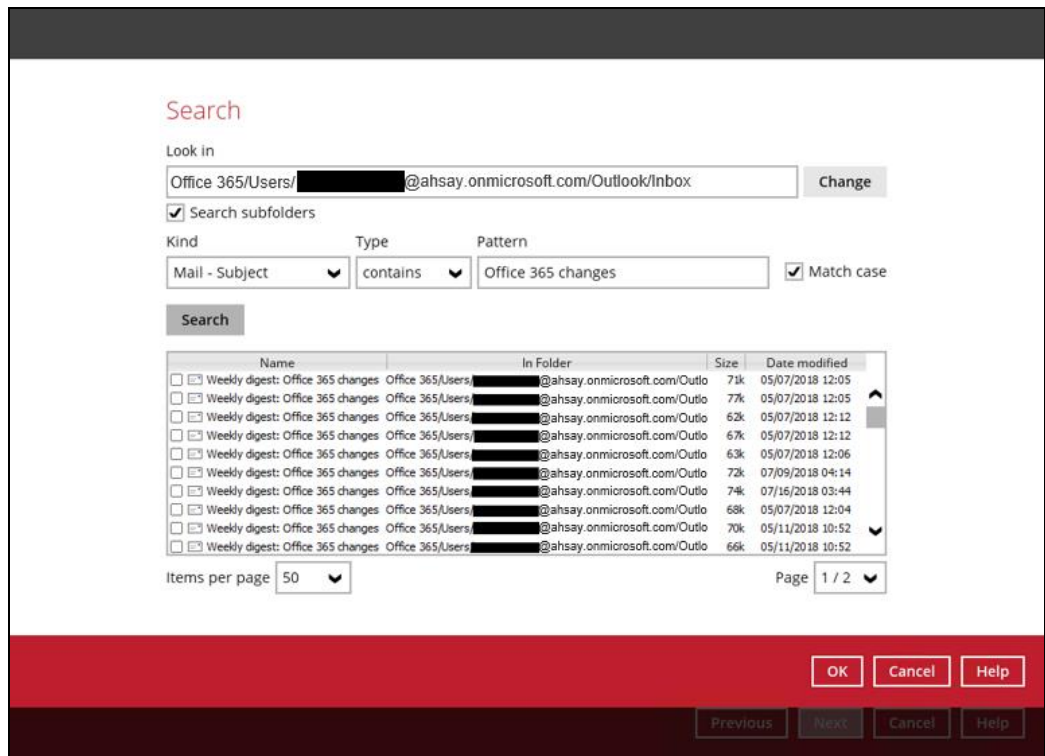 Search
Look in
Office 365/Users/ @ahsay.onmicrosoft.com/Outlook/Inbox Change
Search subfolders
Kind Type Pattern
Mail - Subject contains Office 365 changes Match case
Search
Name In Folder Size Date modified
Weekly digest: Office 365 changes Office 365/Users/ @ahsay.onmicrosoft.com/Outlo 71k 05/07/2018 12:05
Weekly digest: Office 365 changes Office 365/Users/ @ahsay.onmicrosoft.com/Outlo 77k 05/07/2018 12:05
Weekly digest: Office 365 changes Office 365/Users/ @ahsay.onmicrosoft.com/Outlo 62k 05/07/2018 12:12
Weekly digest: Office 365 changes Office 365/Users/ @ahsay.onmicrosoft.com/Outlo 67k 05/07/2018 12:12
Weekly digest: Office 365 changes Office 365/Users/ @ahsay.onmicrosoft.com/Outlo 63k 05/07/2018 12:06
Weekly digest: Office 365 changes Office 365/Users/ @ahsay.onmicrosoft.com/Outlo 72k 07/09/2018 04:14
Weekly digest: Office 365 changes Office 365/Users/ @ahsay.onmicrosoft.com/Outlo 74k 07/16/2018 03:44
Weekly digest: Office 365 changes Office 365/Users/ @ahsay.onmicrosoft.com/Outlo 68k 05/07/2018 12:04
Weekly digest: Office 365 changes Office 365/Users/ @ahsay.onmicrosoft.com/Outlo 70k 05/11/2018 10:52
Weekly digest: Office 365 changes Office 365/Users @ahsay.onmicrosoft.com/Outlo 66k 05/11/2018 10:52
Items per page 50 Page 1 / 2
OK Cancel Help
Previous Next Cancel Help